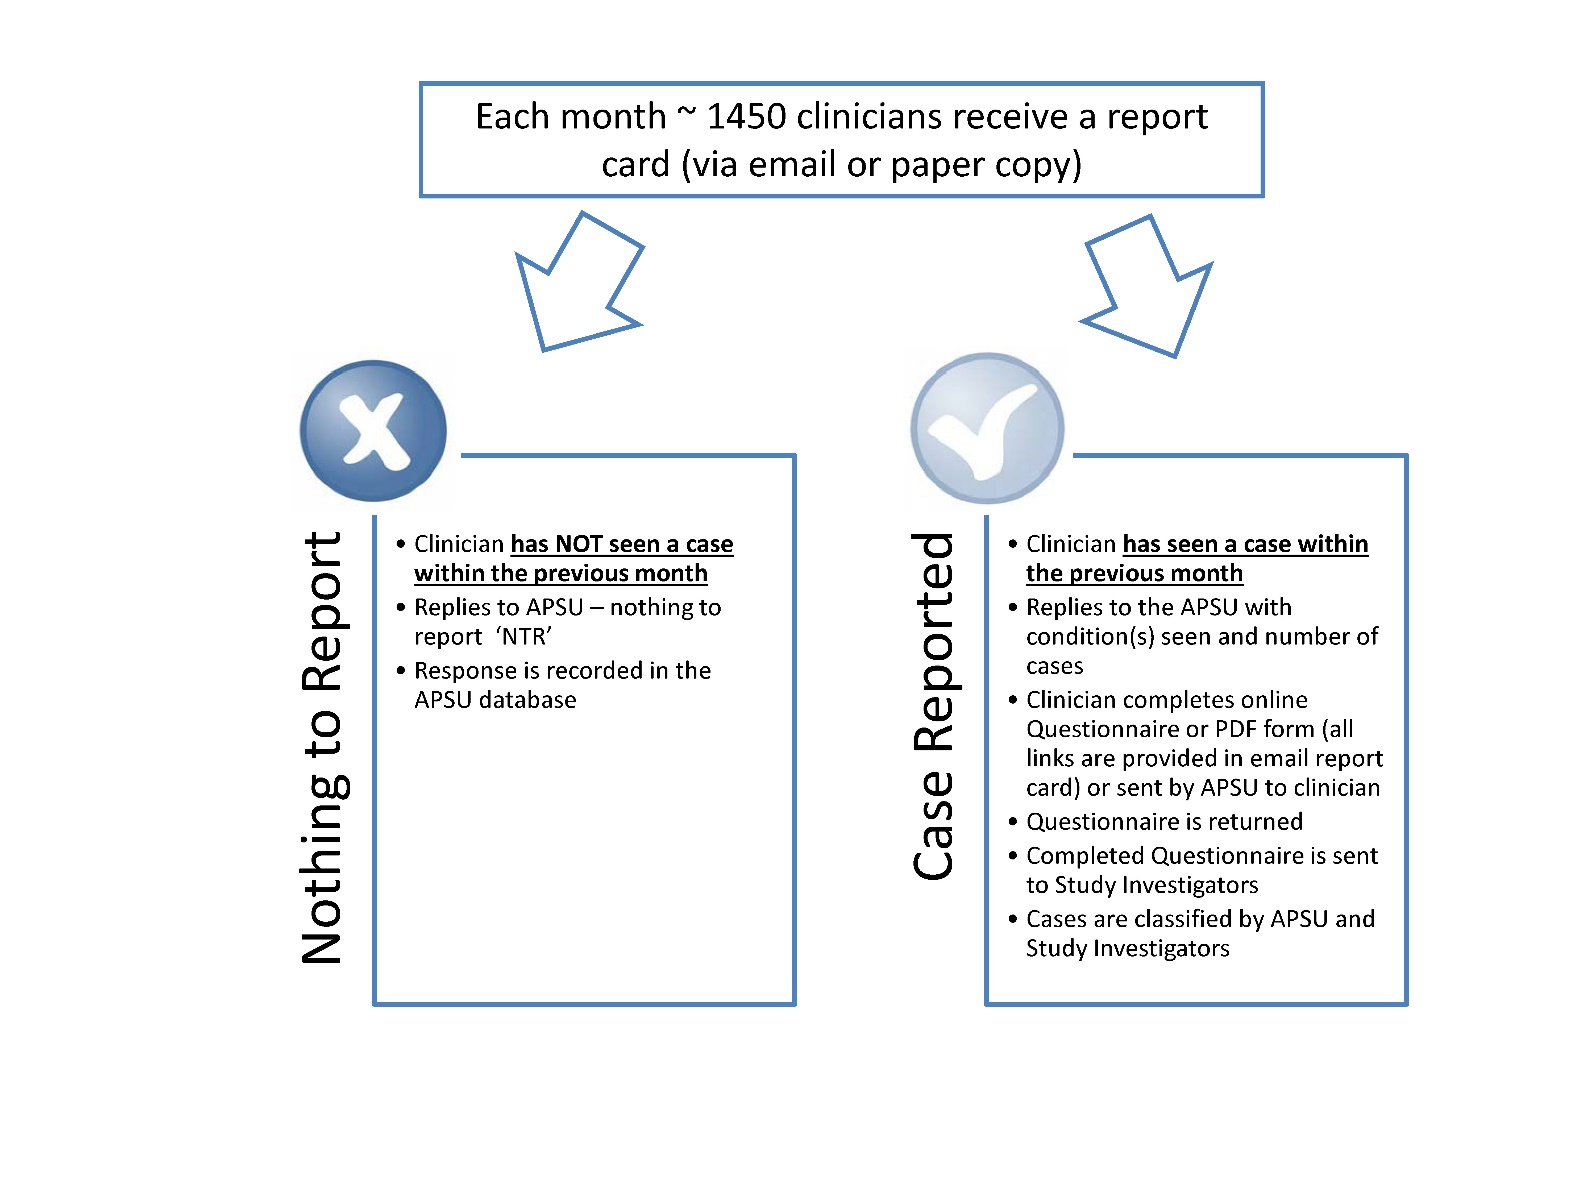 Each month ~ 1450 clinicians receive a report
card (via email or paper copy)
Nothing to Report
• Clinician has NOT seen a case
within the previous month
• Replies to APSU – nothing to
report ‘NTR’
• Response is recorded in the
APSU database
Case Reported
• Clinician has seen a case within
the previous month
• Replies to the APSU with
condition(s) seen and number of
cases
• Clinician completes online
Questionnaire or PDF form (all
links are provided in email report
card) or sent by APSU to clinician
• Questionnaire is returned
• Completed Questionnaire is sent
to Study Investigators
• Cases are classified by APSU and
Study Investigators